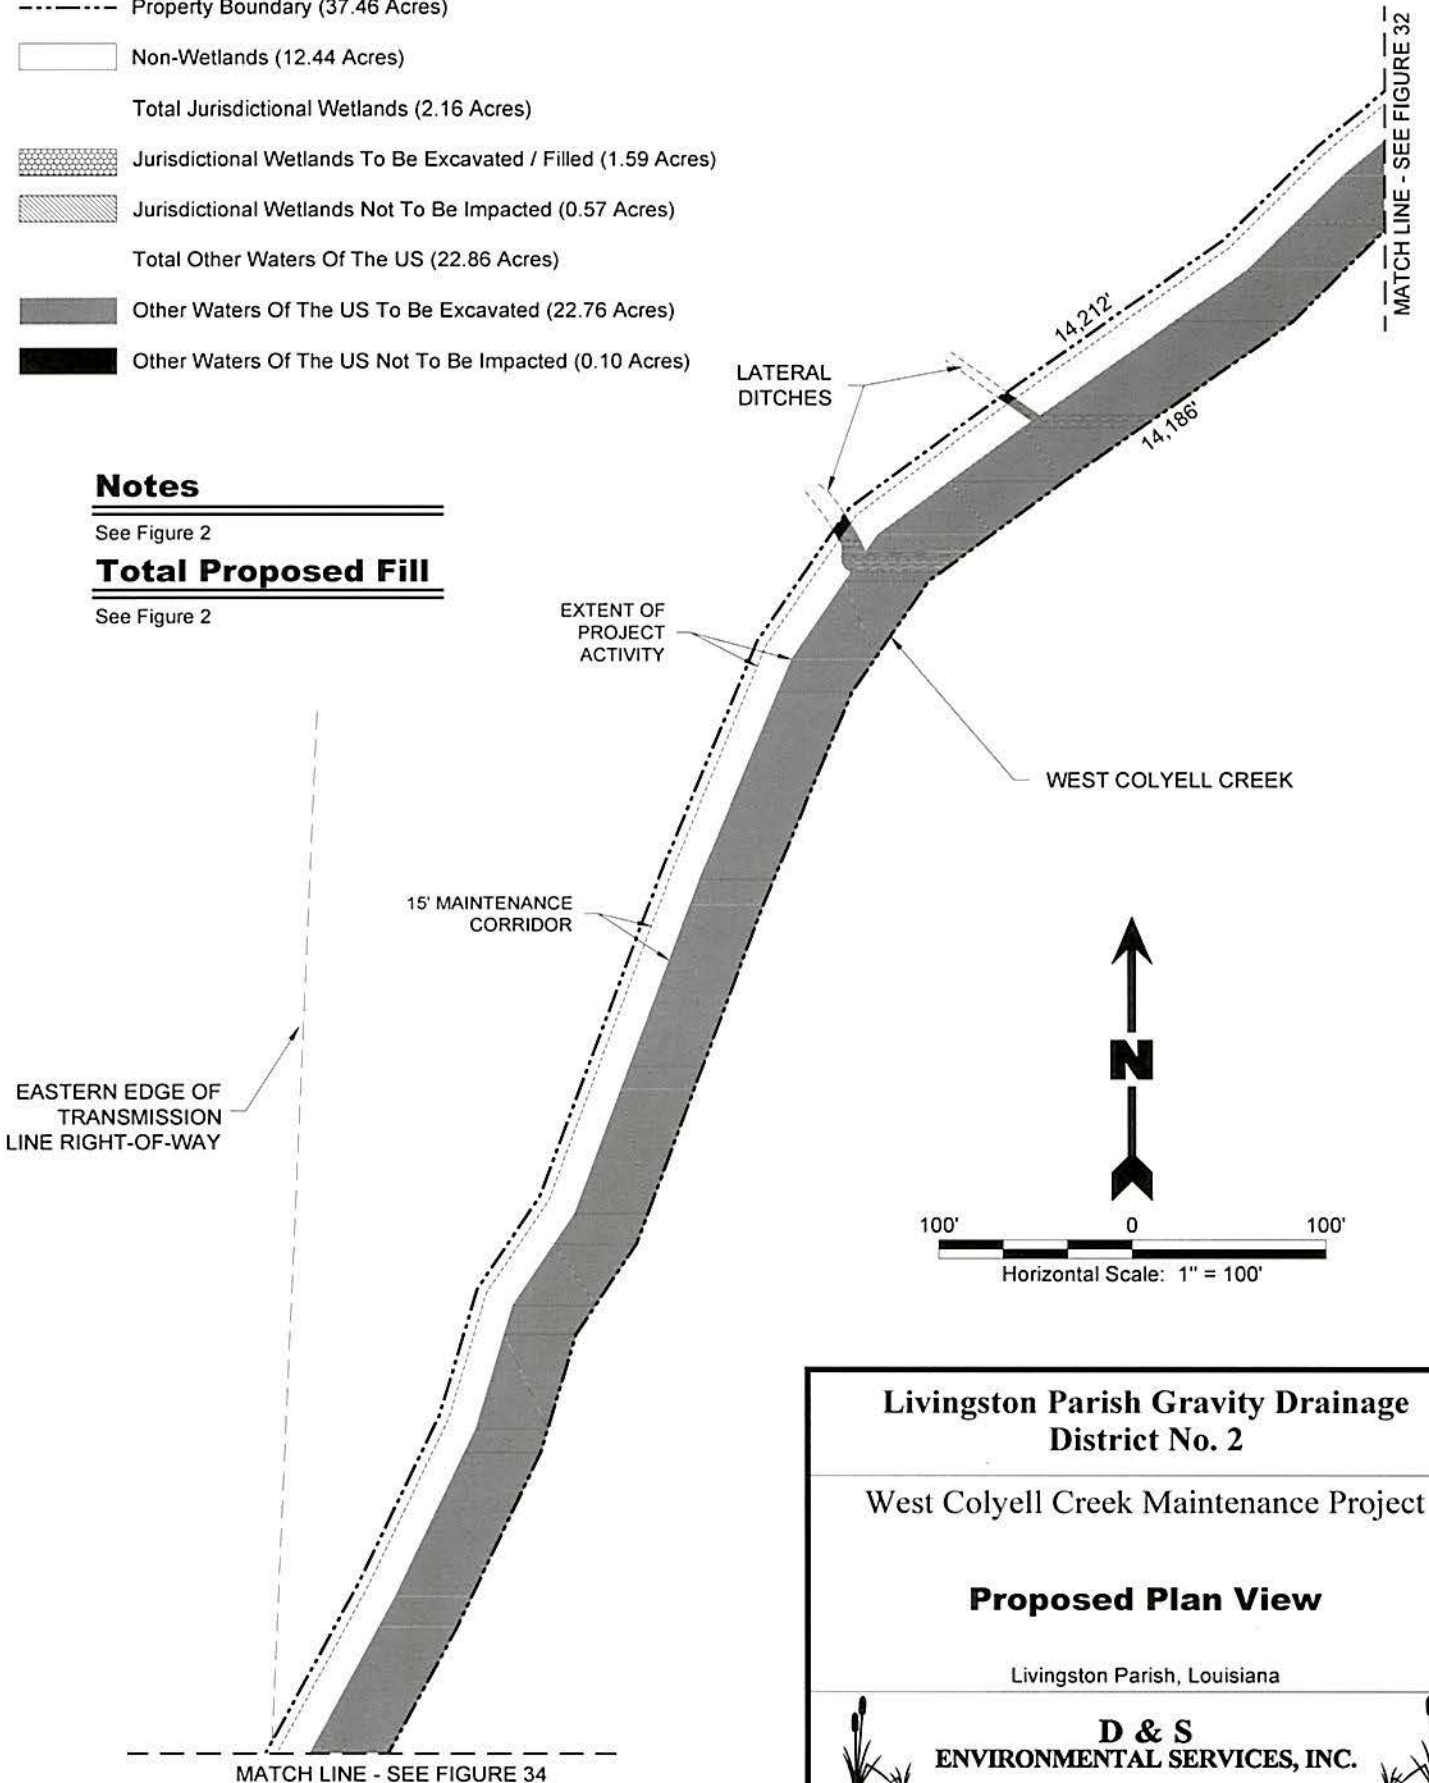 Property Boundary (37.46 Acres)
Non-Wetlands (12.44 Acres)
Total Jurisdictional Wetlands (2.16 Acres)
Jurisdictional Wetlands To Be Excavated / Filled (1.59 Acres)
Jurisdictional Wetlands Not To Be Impacted (0.57 Acres)
Total Other Waters Of The US (22.86 Acres)
Other Waters Of The US To Be Excavated (22.76 Acres)
Other Waters Of The US Not To Be Impacted (0.10 Acres)
MATCH LINE - SEE FIGURE 32
14,212'
14,186'
LATERAL
DITCHES
Notes
See Figure 2
Total Proposed Fill
See Figure 2
EXTENT OF
PROJECT
ACTIVITY
WEST COLYELL CREEK
15' MAINTENANCE
CORRIDOR
EASTERN EDGE OF
TRANSMISSION
LINE RIGHT-OF-WAY
N
100' 0 100'
Horizontal Scale: 1" = 100'
Livingston Parish Gravity Drainage
District No. 2
West Colyell Creek Maintenance Project
Proposed Plan View
Livingston Parish, Louisiana
D & S
ENVIRONMENTAL SERVICES, INC.
MATCH LINE - SEE FIGURE 34